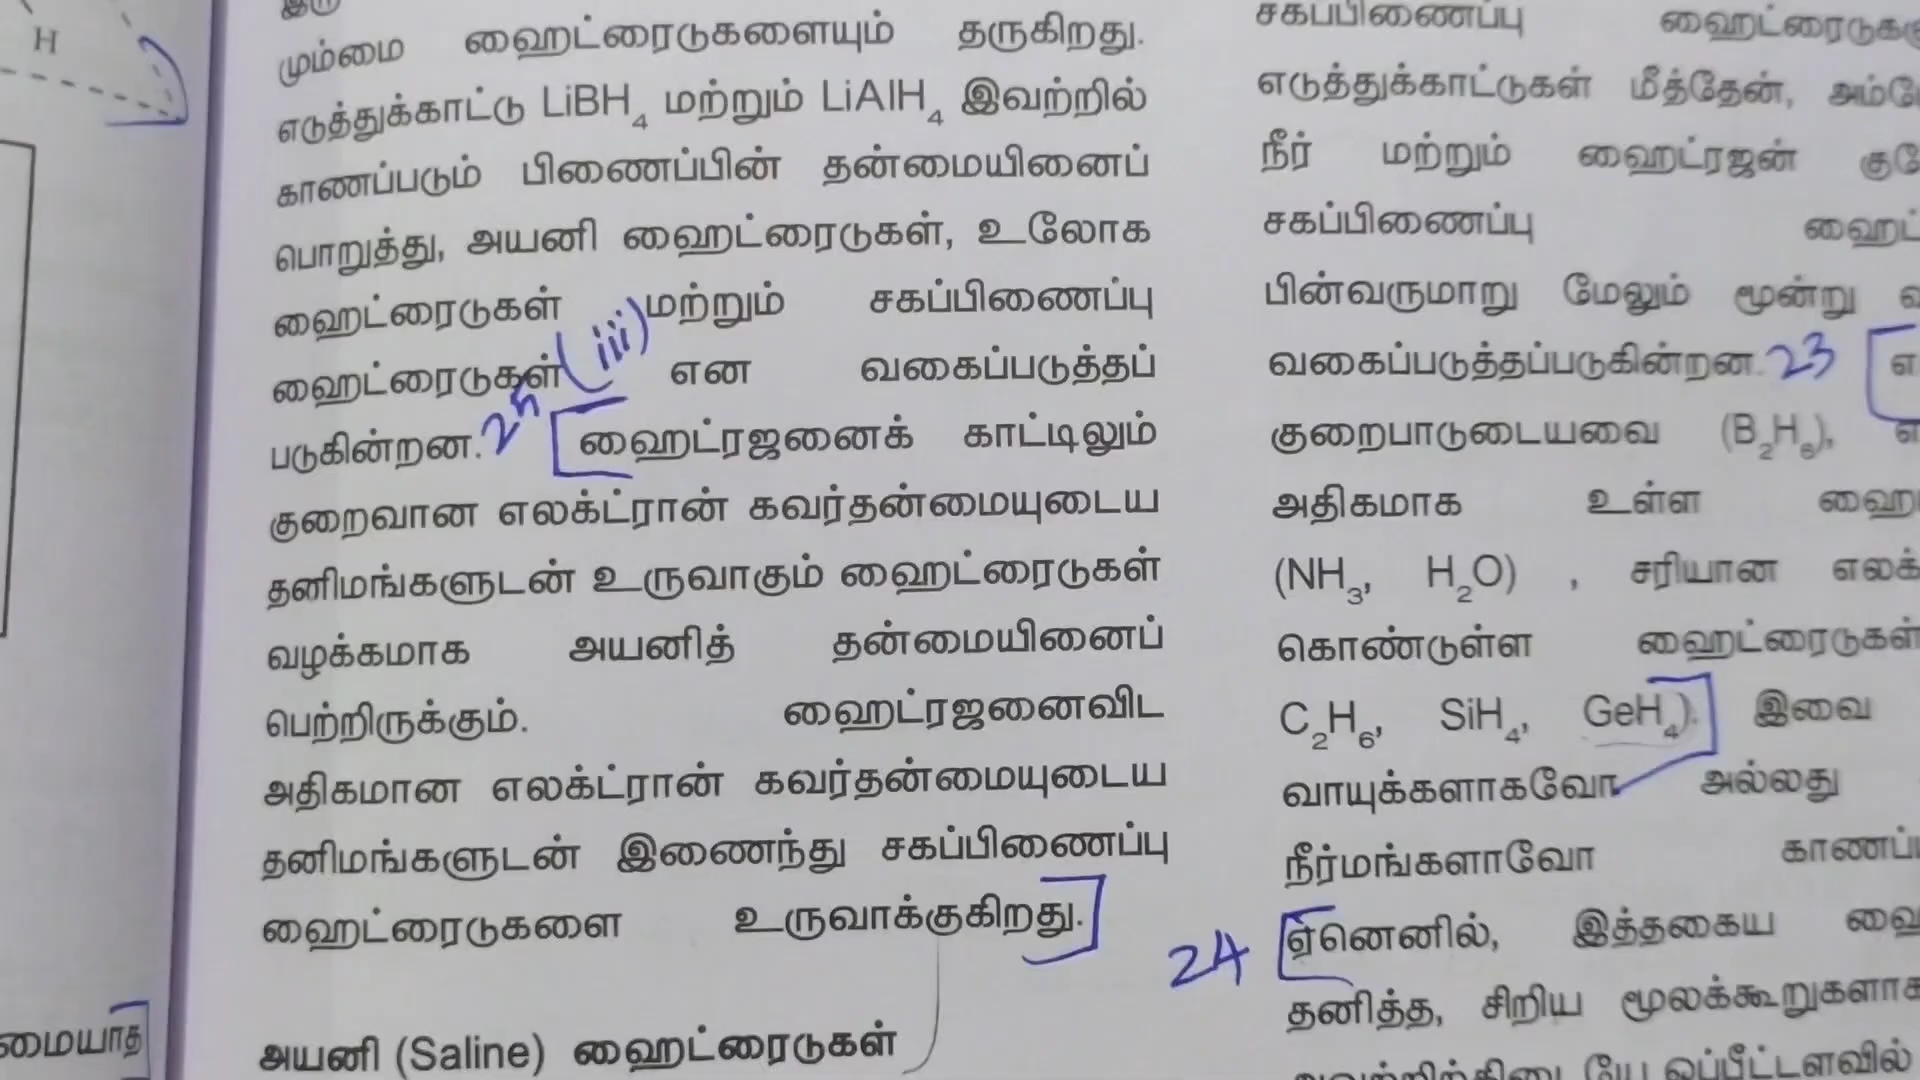 H
மும்மை ஹைட்ரைடுகளையும் தருகிறது.
எடுத்துக்காட்டு LiBH₄ மற்றும் LiAlH₄ இவற்றில்
காணப்படும் பிணைப்பின் தன்மையினைப்
பொறுத்து, அயனி ஹைட்ரைடுகள், உலோக
ஹைட்ரைடுகள் மற்றும் சகப்பிணைப்பு
ஹைட்ரைடுகள் (iii) என வகைப்படுத்தப்
படுகின்றன. ஹைட்ரஜனைக் காட்டிலும்
குறைவான எலக்ட்ரான் கவர்தன்மையுடைய
தனிமங்களுடன் உருவாகும் ஹைட்ரைடுகள்
வழக்கமாக அயனித் தன்மையினைப்
பெற்றிருக்கும். ஹைட்ரஜனைவிட
அதிகமான எலக்ட்ரான் கவர்தன்மையுடைய
தனிமங்களுடன் இணைந்து சகப்பிணைப்பு
ஹைட்ரைடுகளை உருவாக்குகிறது.
அயனி (Saline) ஹைட்ரைடுகள்
சகப்பிணைப்பு
எடுத்துக்காட்டுகள் மீத்தேன்,
நீர் மற்றும் ஹைட்ரஜன்
சகப்பிணைப்பு
பின்வருமாறு மேலும் மூன்று
வகைப்படுத்தப்படுகின்றன. 23
குறைபாடுடையவை (B₂H₆),
அதிகமாக உள்ள
(NH₃, H₂O) , சரியான
கொண்டுள்ள ஹைட்ரைடுகள்
C₂H₆, SiH₄, GeH₄). இவை
வாயுக்களாகவோ அல்லது
நீர்மங்களாவோ
24 ஏனெனில், இத்தகைய
தனித்த, சிறிய